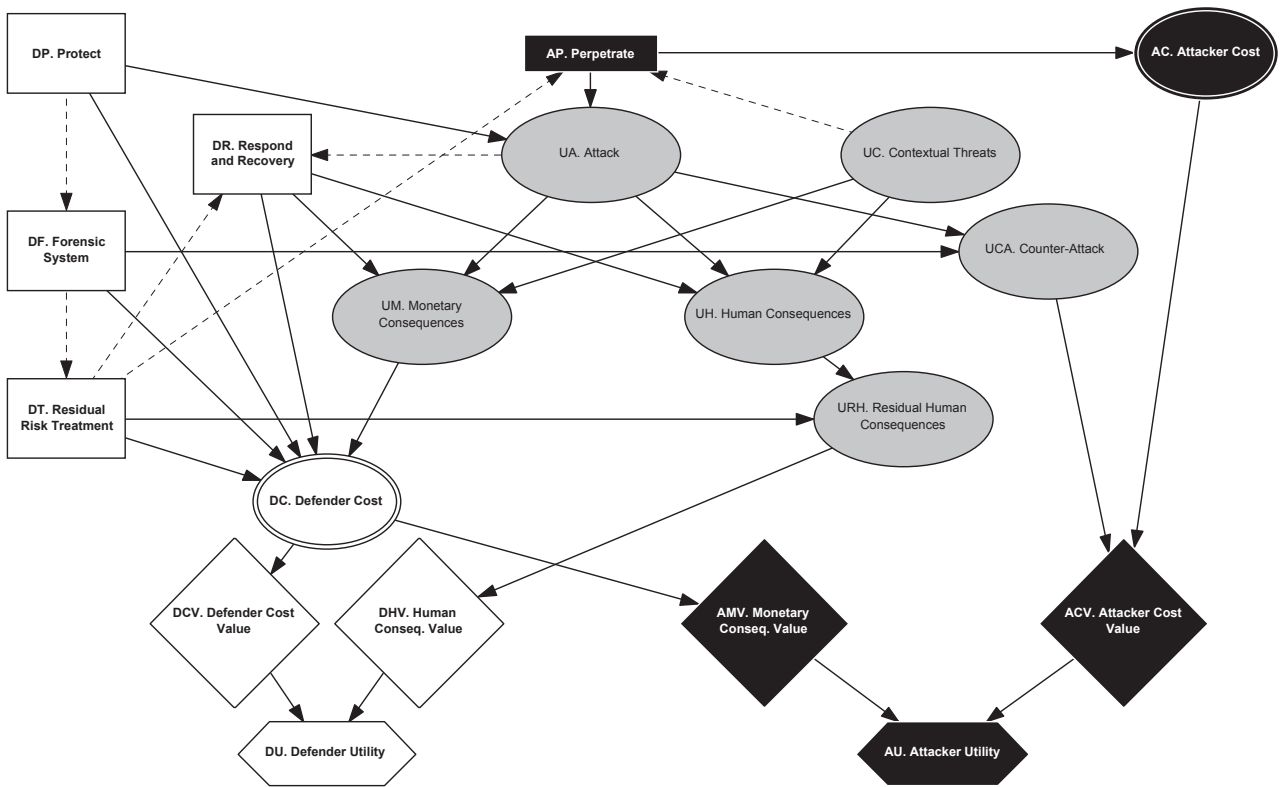 DP. Protect
AP. Perpetrate
AC. Attacker Cost
DR. Respond
and Recovery
UA. Attack
UC. Contextual Threats
DF. Forensic
System
UCA. Counter-Attack
UM. Monetary
Consequences
UH. Human Consequences
DT. Residual
Risk Treatment
URH. Residual Human
Consequences
DC. Defender Cost
DCV. Defender Cost
Value
DHV. Human
Conseq. Value
AMV. Monetary
Conseq. Value
ACV. Attacker Cost
Value
DU. Defender Utility
AU. Attacker Utility